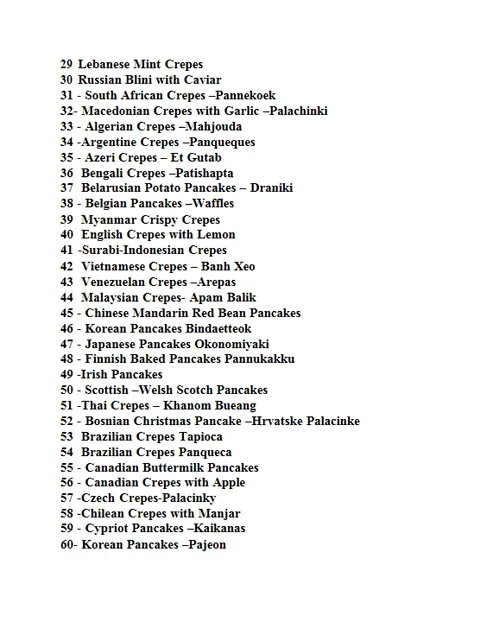 29 Lebanese Mint Crepes
30 Russian Blini with Caviar
31 - South African Crepes –Pannekoek
32- Macedonian Crepes with Garlic –Palachinki
33 - Algerian Crepes –Mahjouda
34 -Argentine Crepes –Panqueques
35 - Azeri Crepes – Et Gutab
36 Bengali Crepes –Patishapta
37 Belarusian Potato Pancakes – Draniki
38 - Belgian Pancakes –Waffles
39 Myanmar Crispy Crepes
40 English Crepes with Lemon
41 -Surabi-Indonesian Crepes
42 Vietnamese Crepes – Banh Xeo
43 Venezuelan Crepes –Arepas
44 Malaysian Crepes- Apam Balik
45 - Chinese Mandarin Red Bean Pancakes
46 - Korean Pancakes Bindaetteok
47 - Japanese Pancakes Okonomiyaki
48 - Finnish Baked Pancakes Pannukakku
49 -Irish Pancakes
50 - Scottish –Welsh Scotch Pancakes
51 -Thai Crepes – Khanom Bueang
52 - Bosnian Christmas Pancake –Hrvatske Palacinke
53 Brazilian Crepes Tapioca
54 Brazilian Crepes Panqueca
55 - Canadian Buttermilk Pancakes
56 - Canadian Crepes with Apple
57 -Czech Crepes-Palacinky
58 -Chilean Crepes with Manjar
59 - Cypriot Pancakes –Kaikanas
60- Korean Pancakes –Pajeon